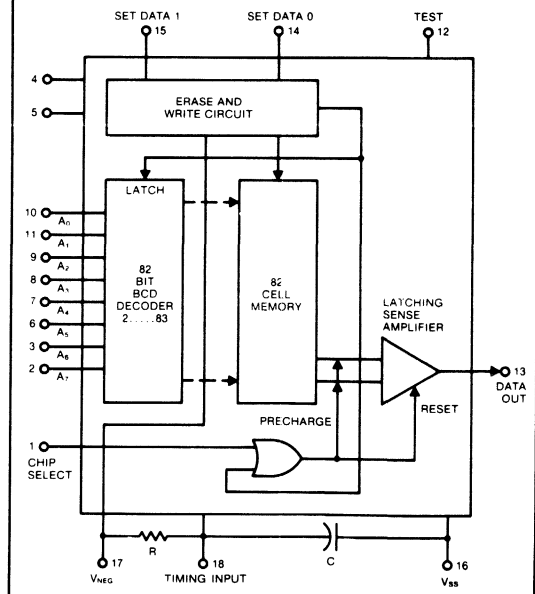 SET DATA 1
SET DATA 0
TEST
15
14
12
4
5
ERASE AND
WRITE CIRCUIT
LATCH
10
A0
11
A1
9
A2
8
A3
7
A4
6
A5
3
A6
2
A7
82
BIT
BCD
DECODER
2.....83
82
CELL
MEMORY
LATCHING
SENSE
AMPLIFIER
13
DATA
OUT
PRECHARGE
RESET
1
CHIP
SELECT
R
C
17
18
16
VNEG
TIMING INPUT
VSS